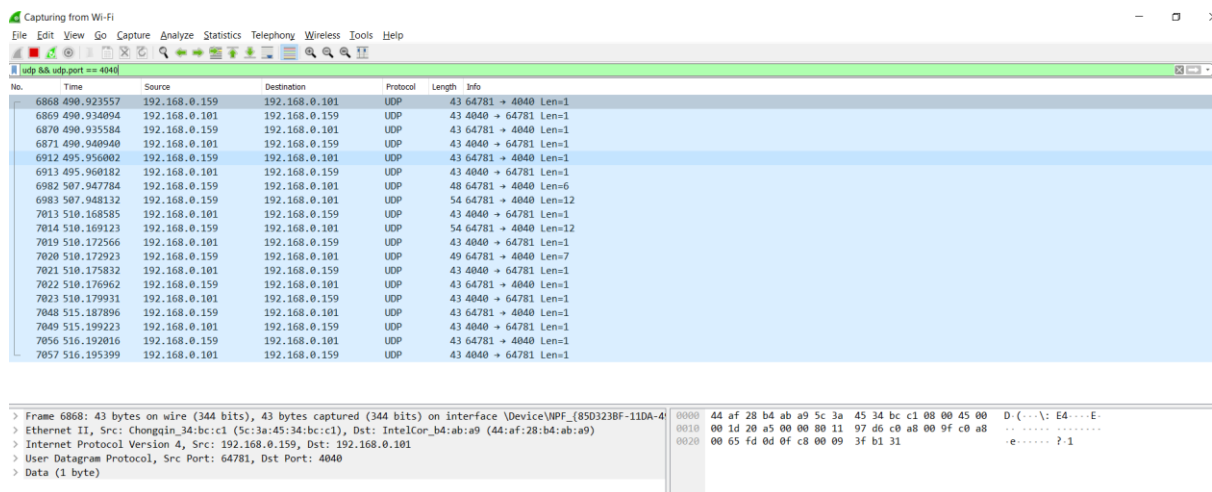 Capturing from Wi-Fi
File Edit View Go Capture Analyze Statistics Telephony Wireless Tools Help
udp && udp.port == 4040
No. Time Source Destination Protocol Length Info
6868 490.923557 192.168.0.159 192.168.0.101 UDP 43 64781 → 4040 Len=1
6869 490.934094 192.168.0.101 192.168.0.159 UDP 43 4040 → 64781 Len=1
6870 490.935584 192.168.0.159 192.168.0.101 UDP 43 64781 → 4040 Len=1
6871 490.940940 192.168.0.101 192.168.0.159 UDP 43 4040 → 64781 Len=1
6912 495.956002 192.168.0.159 192.168.0.101 UDP 43 64781 → 4040 Len=1
6913 495.960182 192.168.0.101 192.168.0.159 UDP 43 4040 → 64781 Len=1
6982 507.947784 192.168.0.159 192.168.0.101 UDP 48 64781 → 4040 Len=6
6983 507.948132 192.168.0.159 192.168.0.101 UDP 54 64781 → 4040 Len=12
7013 510.168585 192.168.0.101 192.168.0.159 UDP 43 4040 → 64781 Len=1
7014 510.169123 192.168.0.159 192.168.0.101 UDP 54 64781 → 4040 Len=12
7019 510.172566 192.168.0.101 192.168.0.159 UDP 43 4040 → 64781 Len=1
7020 510.172923 192.168.0.159 192.168.0.101 UDP 49 64781 → 4040 Len=7
7021 510.175832 192.168.0.101 192.168.0.159 UDP 43 4040 → 64781 Len=1
7022 510.176962 192.168.0.159 192.168.0.101 UDP 43 64781 → 4040 Len=1
7023 510.179931 192.168.0.101 192.168.0.159 UDP 43 4040 → 64781 Len=1
7048 515.187896 192.168.0.159 192.168.0.101 UDP 43 64781 → 4040 Len=1
7049 515.199223 192.168.0.101 192.168.0.159 UDP 43 4040 → 64781 Len=1
7056 516.192016 192.168.0.159 192.168.0.101 UDP 43 64781 → 4040 Len=1
7057 516.195399 192.168.0.101 192.168.0.159 UDP 43 4040 → 64781 Len=1
> Frame 6868: 43 bytes on wire (344 bits), 43 bytes captured (344 bits) on interface \Device\NPF_{85D323BF-11DA-4
> Ethernet II, Src: Chongqin_34:bc:c1 (5c:3a:45:34:bc:c1), Dst: IntelCor_b4:ab:a9 (44:af:28:b4:ab:a9)
> Internet Protocol Version 4, Src: 192.168.0.159, Dst: 192.168.0.101
> User Datagram Protocol, Src Port: 64781, Dst Port: 4040
> Data (1 byte)
0000 44 af 28 b4 ab a9 5c 3a 45 34 bc c1 08 00 45 00 D·(···\: E4····E·
0010 00 1d 20 a5 00 00 80 11 97 d6 c0 a8 00 9f c0 a8 ·· ····· ········
0020 00 65 fd 0d 0f c8 00 09 3f b1 31 ·e······ ?·1